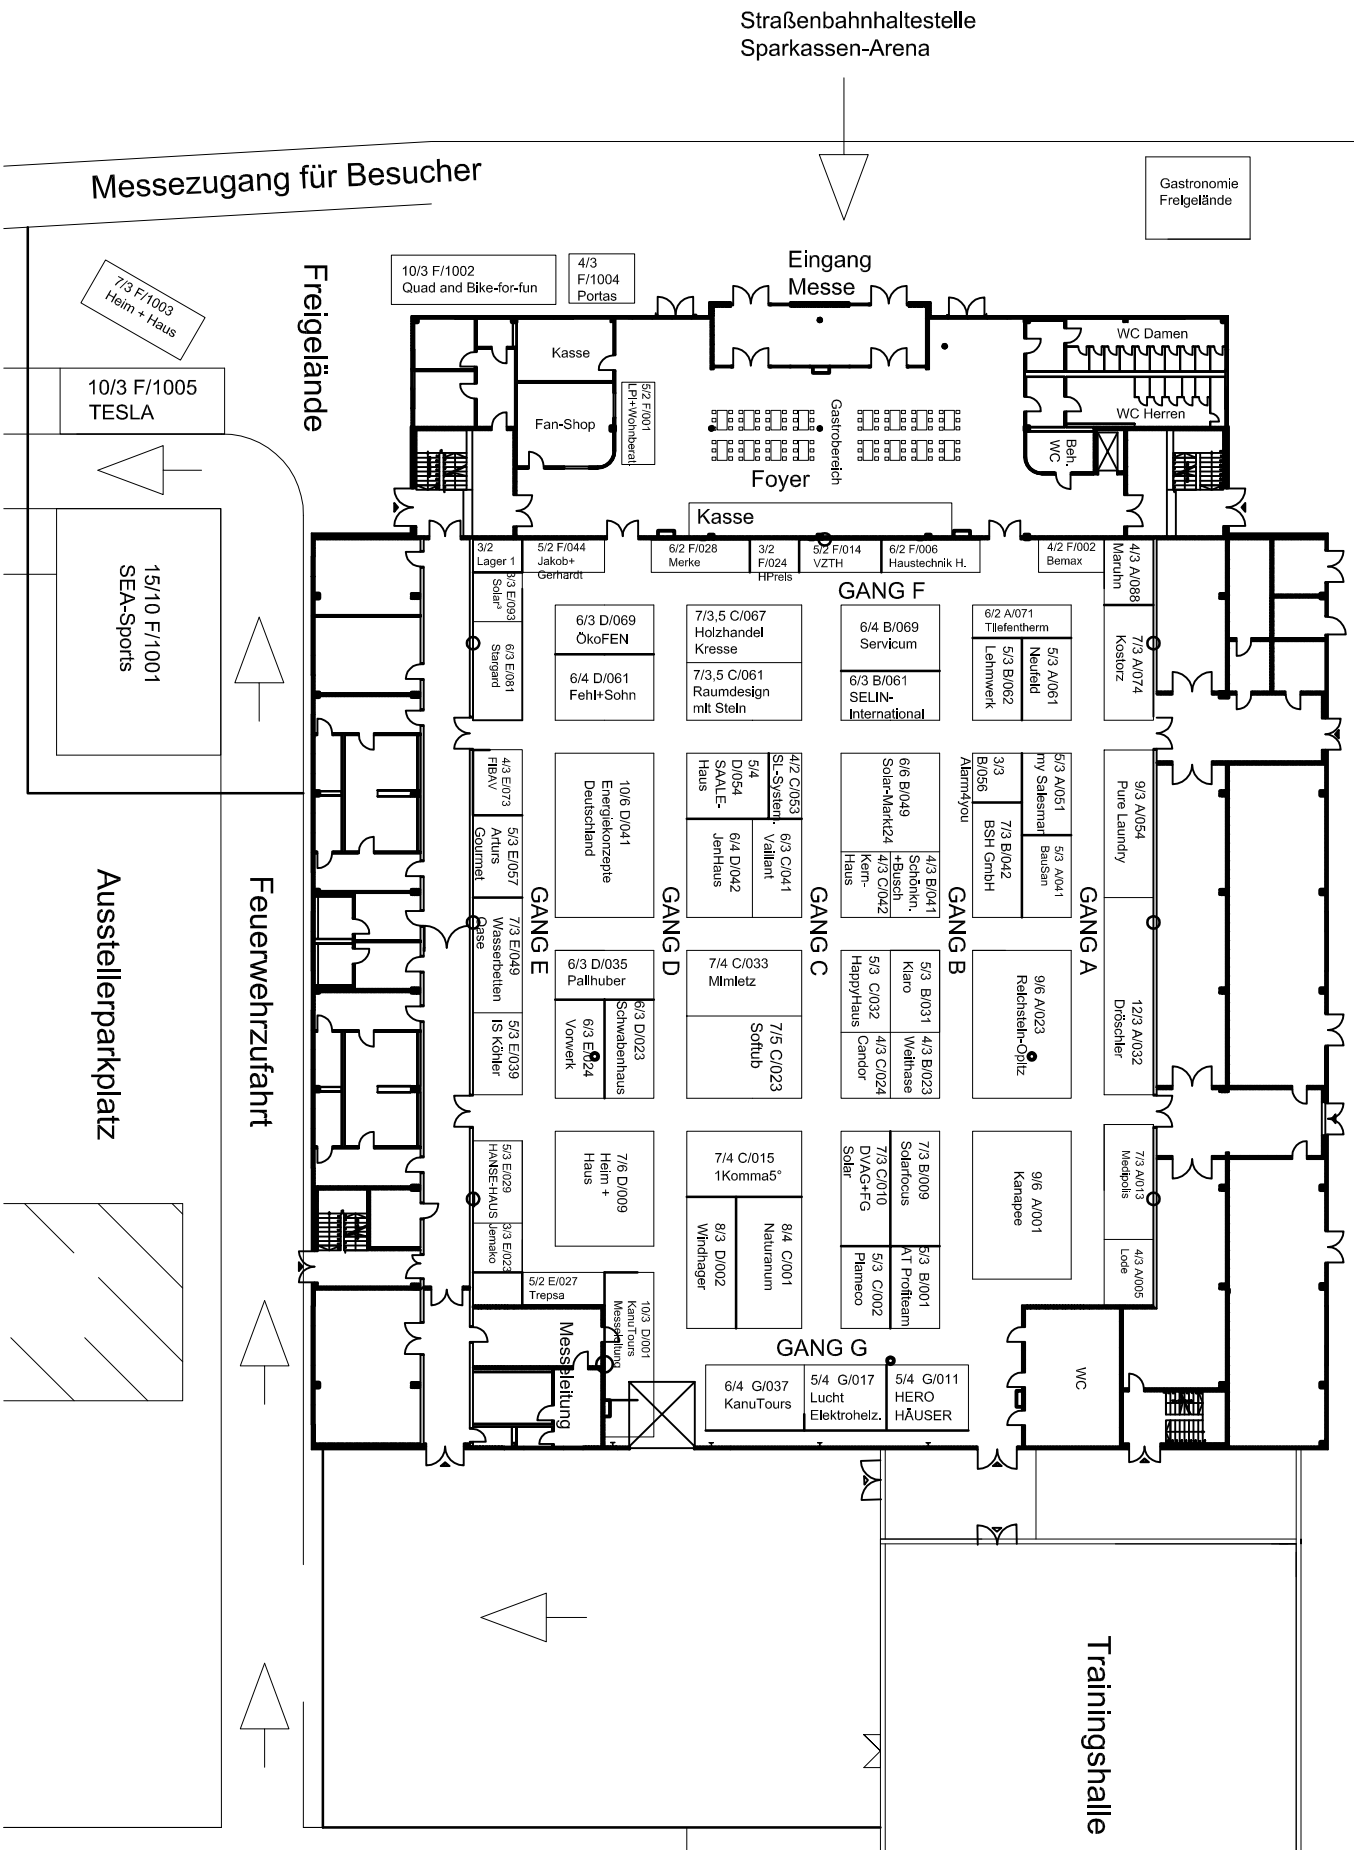 Straßenbahnhaltestelle
Sparkassen-Arena
Messezugang für Besucher
Gastronomie
Freigelände
Eingang
Messe
10/3 F/1002
Quad and Bike-for-fun
4/3
F/1004
Portas
7/3 F/1003
Heim + Haus
Freigelände
10/3 F/1005
TESLA
15/10 F/1001
SEA-Sports
Kasse
Fan-Shop
5/2 F/001
LPI+Wohnberat.
Gastrobereich
Foyer
WC Damen
WC Herren
Beh.
WC
Kasse
3/2
Lager 1
5/2 F/044
Jakob+
Gerhardt
6/2 F/028
Merke
3/2
F/024
HPreis
5/2 F/014
VZTH
6/2 F/006
Haustechnik H.
4/2 F/002
Bemax
4/3 A/088
Maruhn
GANG F
3/3 E/093
Solar³
6/3 E/081
Stargard
6/3 D/069
ÖkoFEN
6/4 D/061
Fehl+Sohn
7/3,5 C/067
Holzhandel
Kresse
7/3,5 C/061
Raumdesign
mit Stein
6/4 B/069
Servicum
6/3 B/061
SELIN-
International
6/2 A/071
Tiefentherm
5/3 B/062
Lehmwerk
5/3 A/061
Neufeld
7/3 A/074
Kostorz
4/3 E/073
FIBAV
5/3 E/057
Arturs
Gourmet
10/6 D/041
Energiekonzepte
Deutschland
5/4
D/054
SAALE-
Haus
4/2 C/053
SL-System.
6/4 D/042
JenHaus
6/3 C/041
Vaillant
6/6 B/049
Solar-Markt24
4/3 C/042
Kern-
Haus
4/3 B/041
Schönkn.
+Busch
3/3
B/056
Alarm4you
7/3 B/042
BSH GmbH
5/3 A/051
my Salesman
5/3 A/041
BauSan
9/3 A/054
Pure Laundry
GANG E
GANG D
GANG C
GANG B
GANG A
7/3 E/049
Wasserbetten
Oase
5/3 E/039
IS Köhler
6/3 D/035
Pallhuber
6/3 E/024
Vorwerk
6/3 D/023
Schwabenhaus
7/4 C/033
Mimietz
7/5 C/023
Softub
5/3 C/032
HappyHaus
5/3 B/031
Klaro
4/3 C/024
Candor
4/3 B/023
Weithase
9/6 A/023
Reichstein-Opitz
12/3 A/032
Dröschler
Ausstellerparkplatz
Feuerwehrzufahrt
5/3 E/029
HANSE-HAUS
3/3 E/023
Jemako
7/6 D/009
Heim +
Haus
7/4 C/015
1Komma5°
8/3 D/002
Windhager
8/4 C/001
Naturanum
7/3 C/010
DVAG+FG
Solar
7/3 B/009
Solarfocus
5/3 C/002
Plameco
5/3 B/001
AT Profiteam
9/6 A/001
Kanapee
7/3 A/013
Medipolis
4/3 A/005
Lode
5/2 E/027
Trepsa
10/3 D/001
KanuTours
Messeleitung
Messeleitung
GANG G
6/4 G/037
KanuTours
5/4 G/017
Lucht
Elektroheiz.
5/4 G/011
HERO
HÄUSER
WC
Trainingshalle